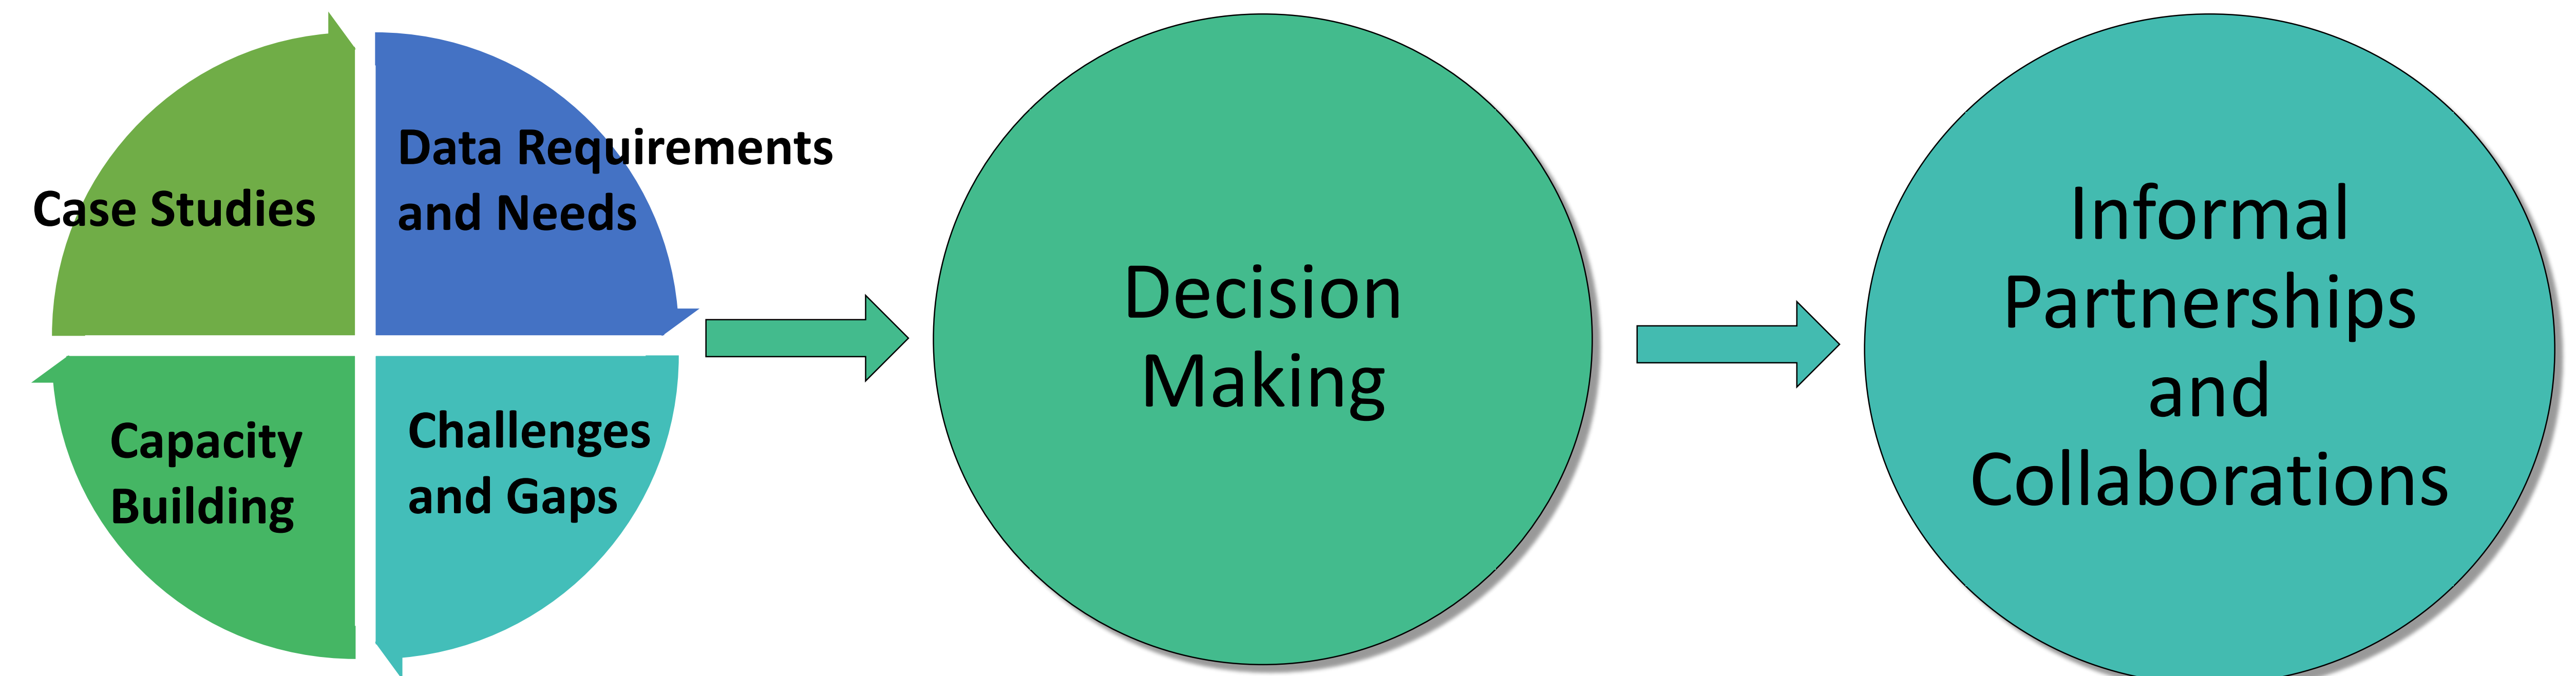 Case Studies
Data Requirements
and Needs
Capacity
Building
Challenges
and Gaps
Decision
Making
Informal
Partnerships
and
Collaborations